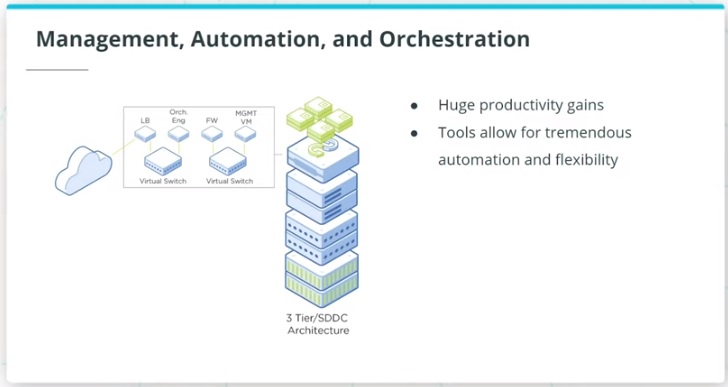 Management, Automation, and Orchestration
LB
Orch.
Eng
FW
MGMT
VM
Virtual Switch
Virtual Switch
3 Tier/SDDC
Architecture
● Huge productivity gains
● Tools allow for tremendous
automation and flexibility